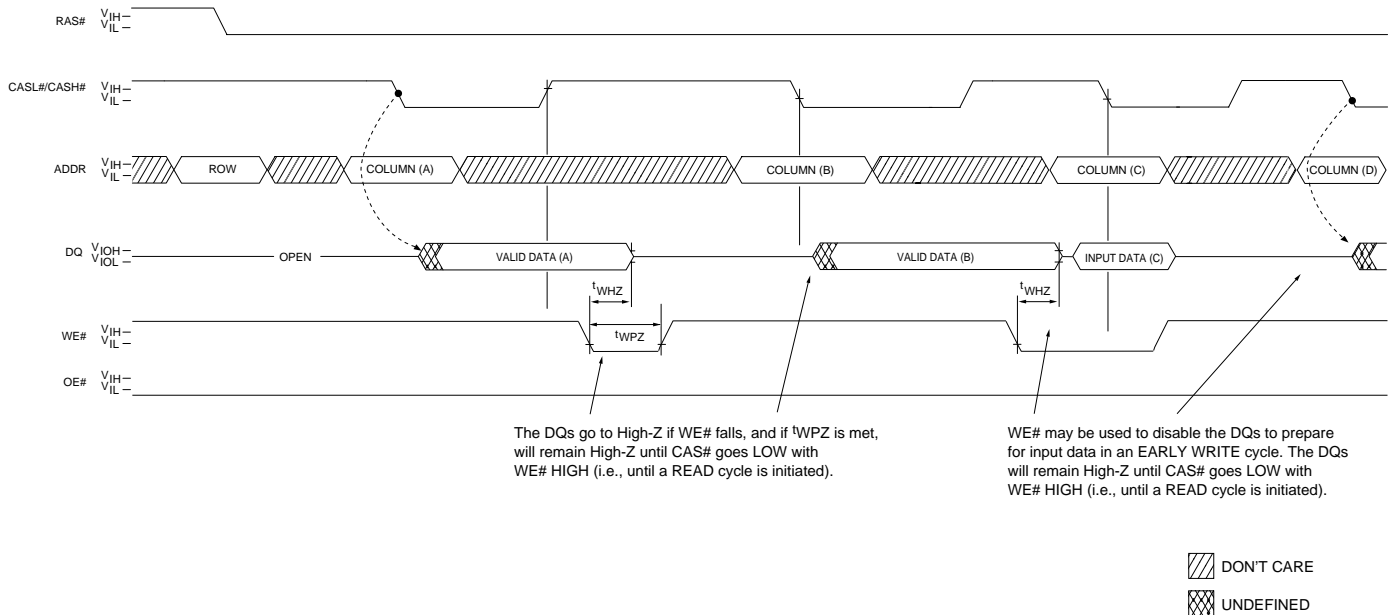 RAS# VIH VIL
CASL#/CASH# VIH VIL
ADDR VIH VIL ROW COLUMN (A) COLUMN (B) COLUMN (C) COLUMN (D)
DQ VIOH VIOL OPEN VALID DATA (A) VALID DATA (B) INPUT DATA (C)
tWHZ tWHZ
WE# VIH VIL tWPZ
OE# VIH VIL
The DQs go to High-Z if WE# falls, and if tWPZ is met,
will remain High-Z until CAS# goes LOW with
WE# HIGH (i.e., until a READ cycle is initiated).
WE# may be used to disable the DQs to prepare
for input data in an EARLY WRITE cycle. The DQs
will remain High-Z until CAS# goes LOW with
WE# HIGH (i.e., until a READ cycle is initiated).
DON'T CARE
UNDEFINED